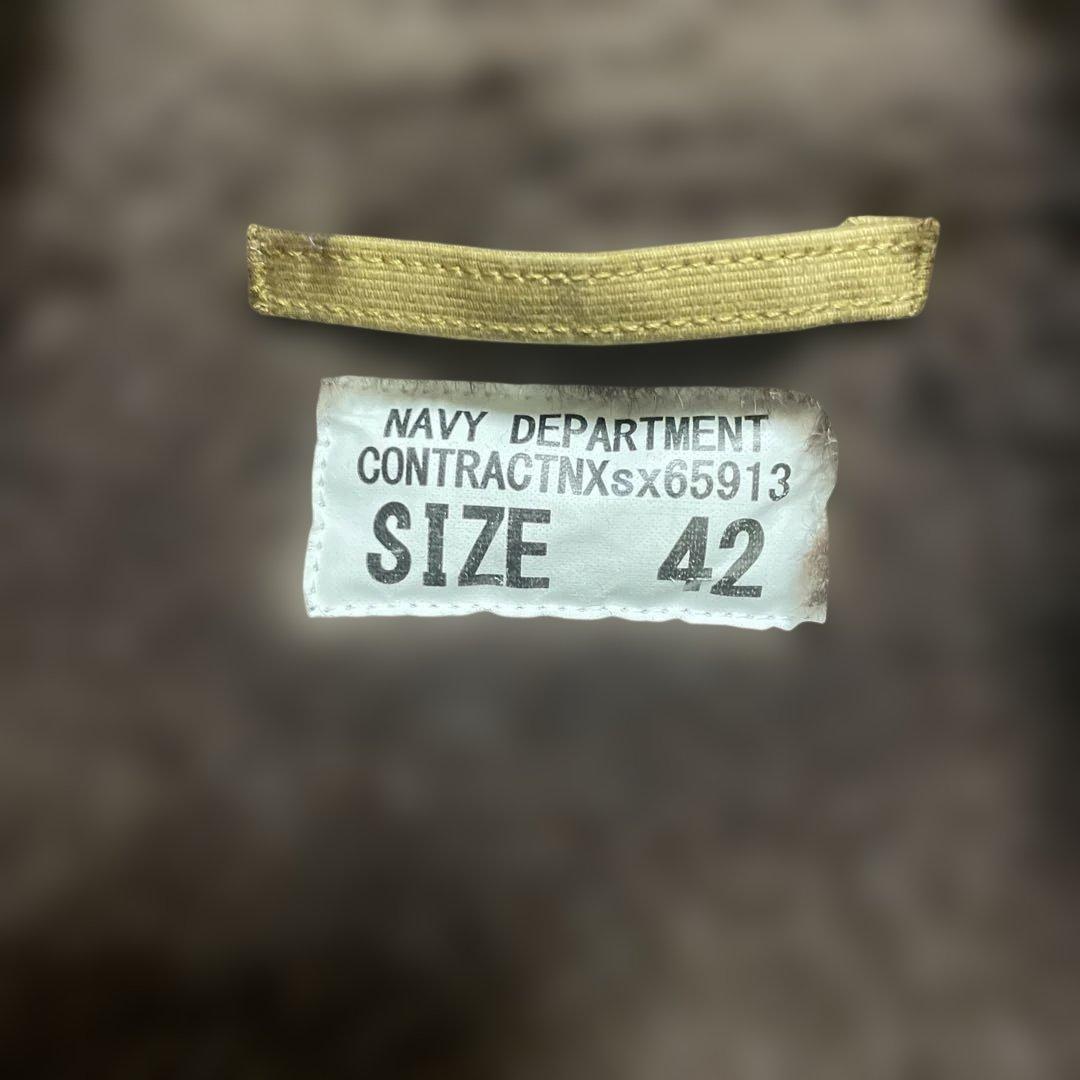 NAVY DEPARTMENT
CONTRACTNXsx65913
SIZE 42